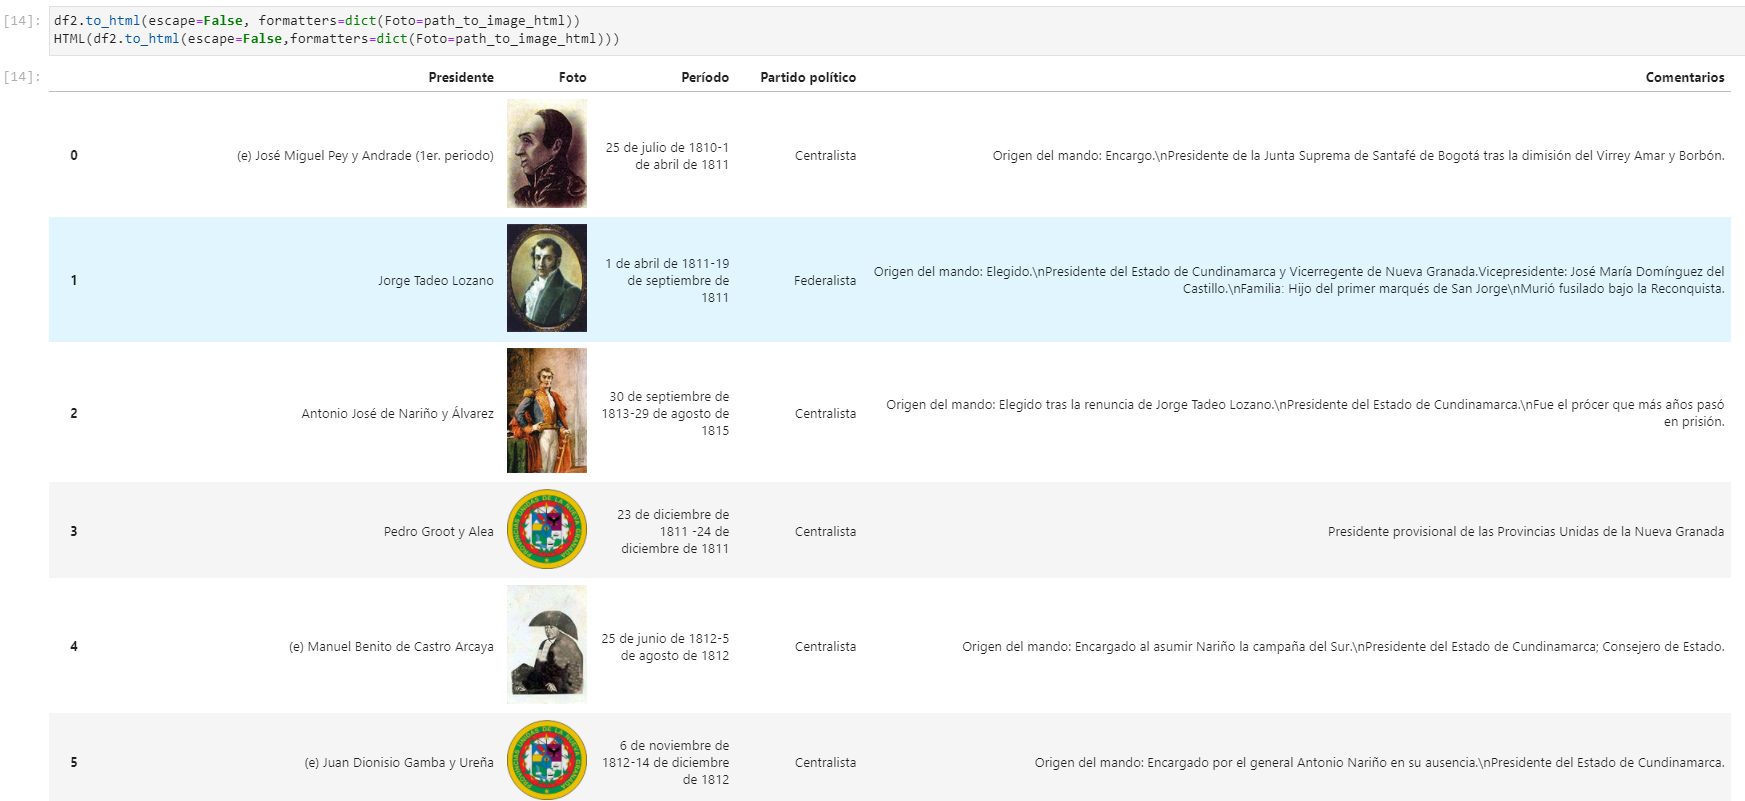 [14]: df2.to_html(escape=False, formatters=dict(Foto=path_to_image_html))
HTML(df2.to_html(escape=False,formatters=dict(Foto=path_to_image_html)))
[14]:
Presidente Foto Período Partido político Comentarios
0 (e) José Miguel Pey y Andrade (1er. periodo) 25 de julio de 1810-1
de abril de 1811 Centralista Origen del mando: Encargo.\nPresidente de la Junta Suprema de Santafé de Bogotá tras la dimisión del Virrey Amar y Borbón.
1 Jorge Tadeo Lozano 1 de abril de 1811-19
de septiembre de
1811 Federalista Origen del mando: Elegido.\nPresidente del Estado de Cundinamarca y Vicerregente de Nueva Granada.Vicepresidente: José María Domínguez del
Castillo.\nFamilia: Hijo del primer marqués de San Jorge\nMurió fusilado bajo la Reconquista.
2 Antonio José de Nariño y Álvarez 30 de septiembre de
1813-29 de agosto de
1815 Centralista Origen del mando: Elegido tras la renuncia de Jorge Tadeo Lozano.\nPresidente del Estado de Cundinamarca.\nFue el prócer que más años pasó
en prisión.
3 Pedro Groot y Alea PROVINCIAS UNIDAS DE LA NUEVA GRANADA 23 de diciembre de
1811 -24 de
diciembre de 1811 Centralista Presidente provisional de las Provincias Unidas de la Nueva Granada
4 (e) Manuel Benito de Castro Arcaya 25 de junio de 1812-5
de agosto de 1812 Centralista Origen del mando: Encargado al asumir Nariño la campaña del Sur.\nPresidente del Estado de Cundinamarca; Consejero de Estado.
5 (e) Juan Dionisio Gamba y Ureña PROVINCIAS UNIDAS DE LA NUEVA GRANADA 6 de noviembre de
1812-14 de diciembre
de 1812 Centralista Origen del mando: Encargado por el general Antonio Nariño en su ausencia.\nPresidente del Estado de Cundinamarca.